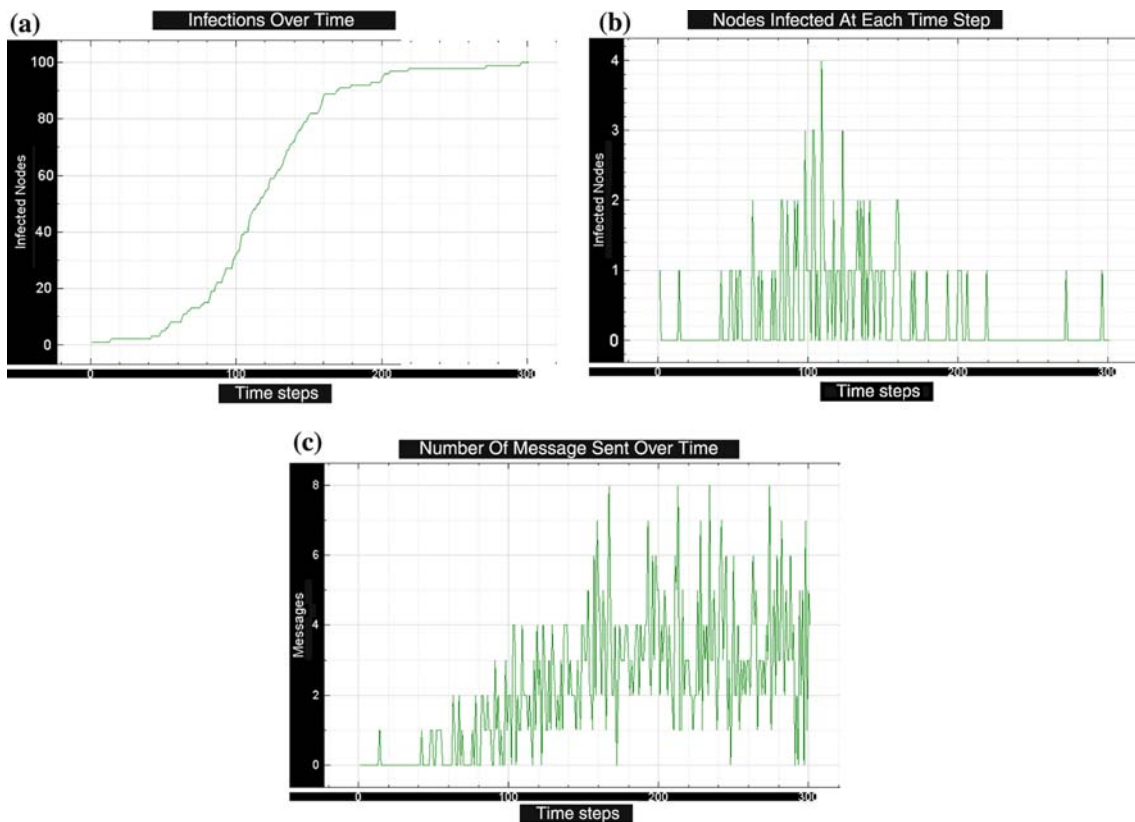 (a)
Infections Over Time
100
80
60
40
20
0
Infected Nodes
0 100 200 300
Time steps
(b)
Nodes Infected At Each Time Step
4
3
2
1
0
Infected Nodes
0 100 200 300
Time steps
(c)
Number Of Message Sent Over Time
8
6
4
2
0
Messages
0 100 200 300
Time steps